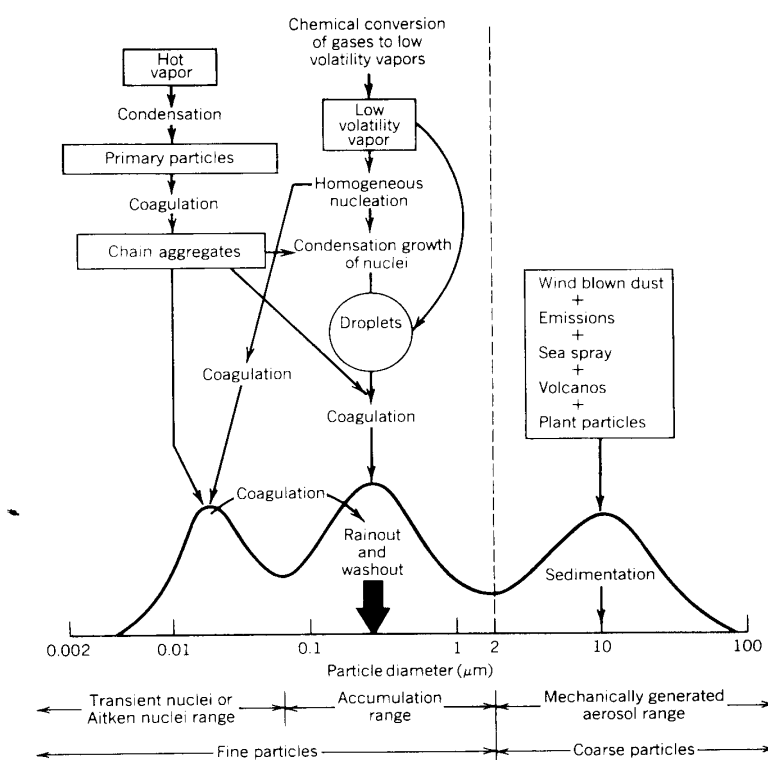 Chemical conversion
of gases to low
volatility vapors
Hot
vapor
Condensation
Low
volatility
vapor
Primary particles
Coagulation
Homogeneous
nucleation
Chain aggregates
Condensation growth
of nuclei
Droplets
Wind blown dust
+
Emissions
+
Sea spray
+
Volcanos
+
Plant particles
Coagulation
Coagulation
Coagulation
Rainout
and
washout
Sedimentation
0.002
0.01
0.1
1
2
10
100
Particle diameter (μm)
Transient nuclei or
Aitken nuclei range
Accumulation
range
Mechanically generated
aerosol range
Fine particles
Coarse particles